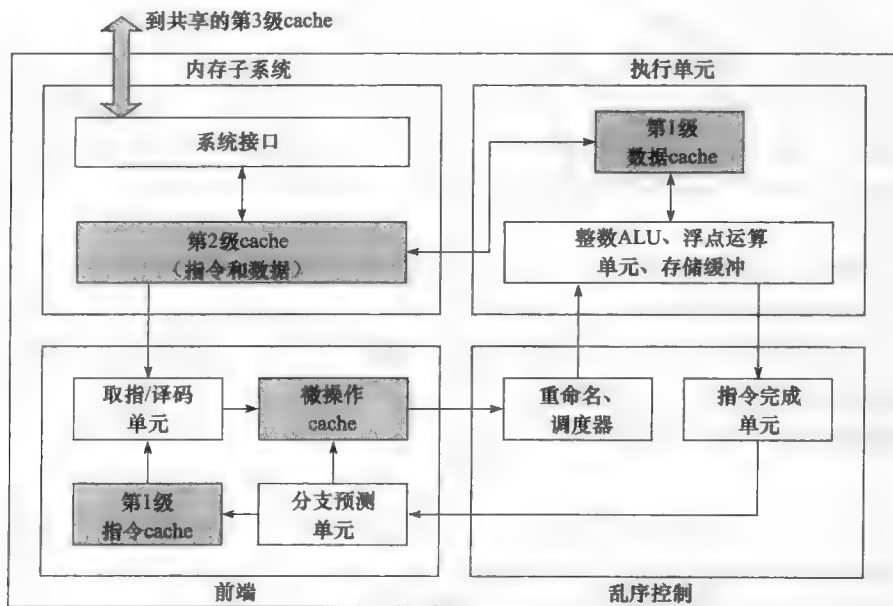 到共享的第3级cache
内存子系统
系统接口
第2级cache
（指令和数据）
执行单元
第1级
数据cache
整数ALU、浮点运算
单元、存储缓冲
取指/译码
单元
微操作
cache
第1级
指令cache
分支预测
单元
前端
重命名、
调度器
指令完成
单元
乱序控制